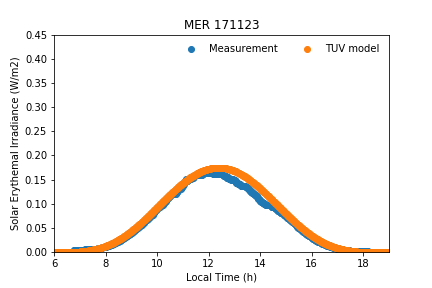 MER 171123
Measurement TUV model
Solar Erythemal Irradiance (W/m2)
0.45
0.40
0.35
0.30
0.25
0.20
0.15
0.10
0.05
0.00
6 8 10 12 14 16 18
Local Time (h)